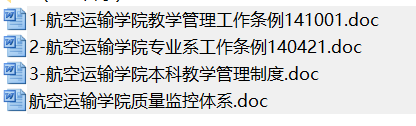 1-航空运输学院教学管理工作条例141001.doc
2-航空运输学院专业系工作条例140421.doc
3-航空运输学院本科教学管理制度.doc
航空运输学院质量监控体系.doc